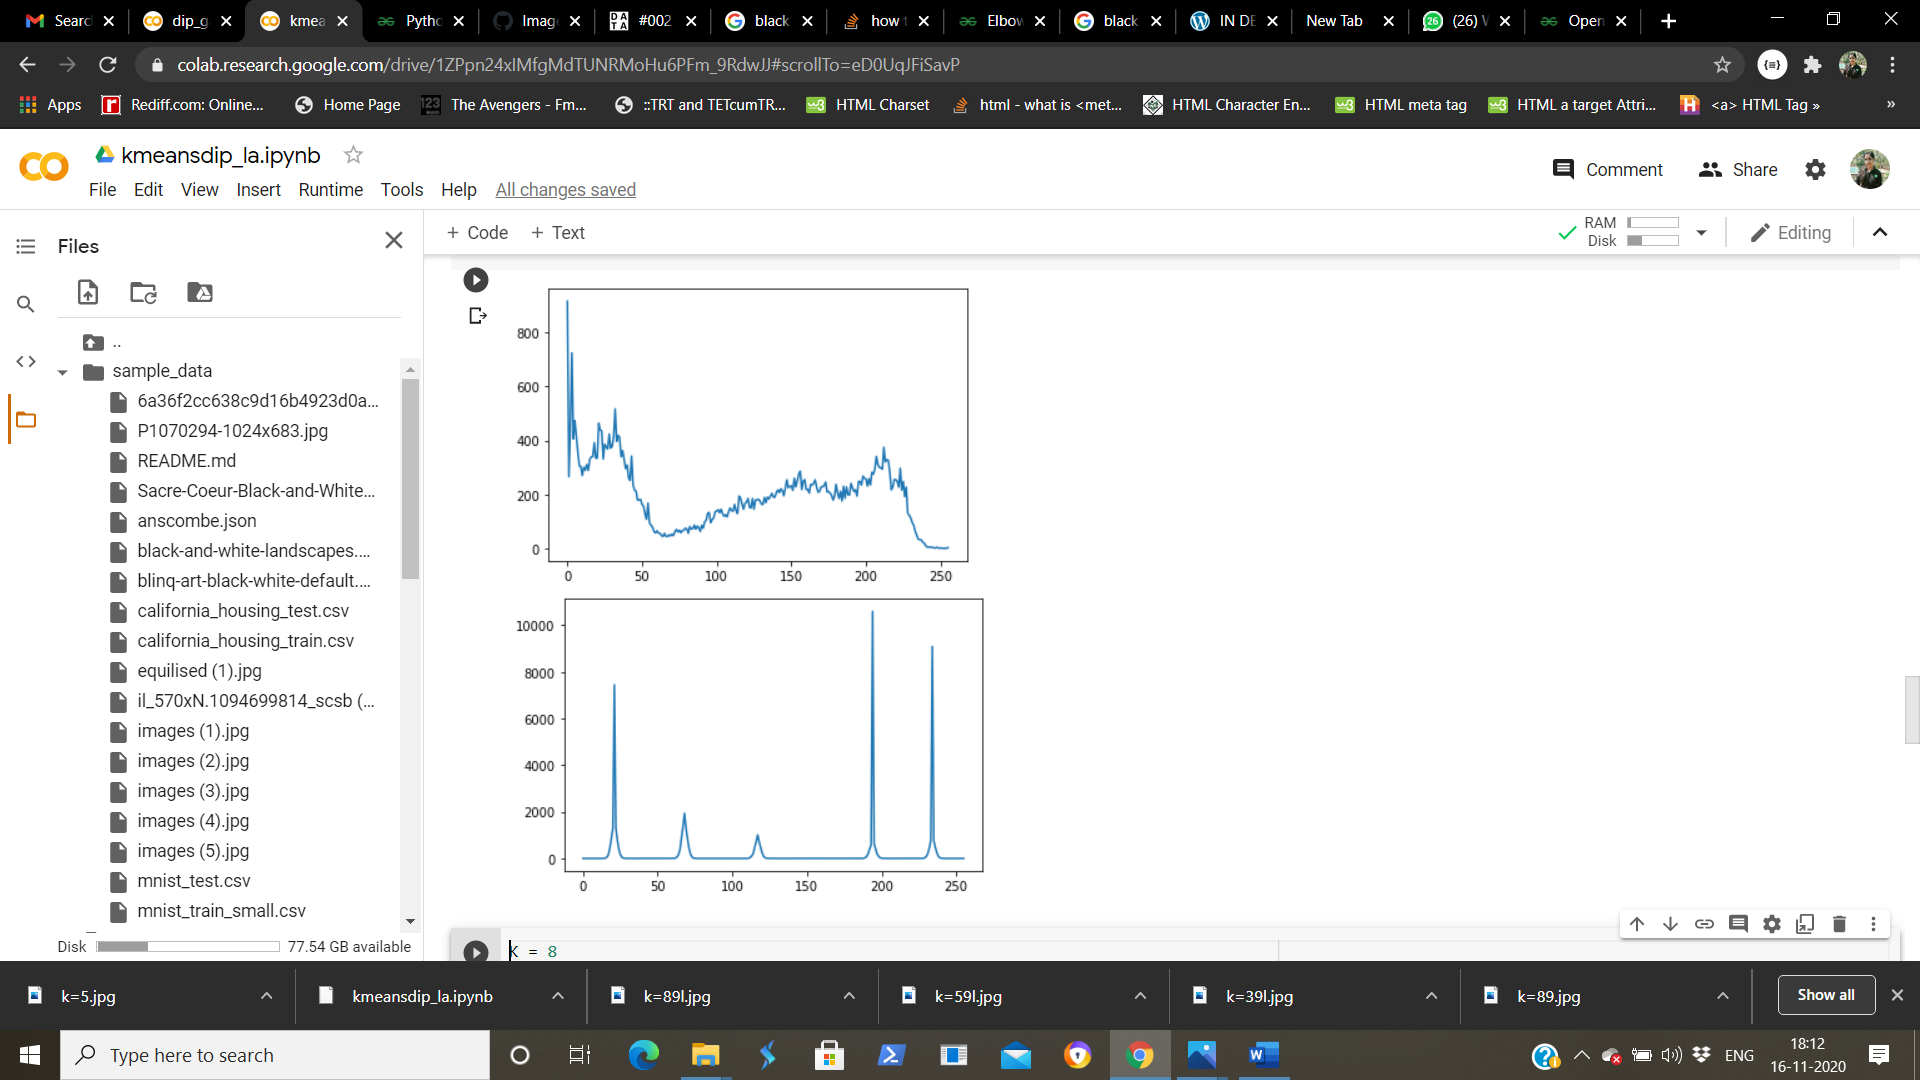 Searc
dip_g
kmea
Pytho
Imag
DA
TA
#002
black
how t
Elbow
black
IN DE
New Tab
26
(26) V
Open
colab.research.google.com/drive/1ZPpn24xIMfgMdTUNRMoHu6PFm_9RdwJJ#scrollTo=eD0UqJFiSavP
Apps
Rediff.com: Online...
Home Page
123
The Avengers - Fm...
::TRT and TETcumTR...
w3
HTML Charset
html - what is <met...
HTML Character En...
w3
HTML meta tag
w3
HTML a target Attri...
H
<a> HTML Tag »
»
kmeansdip_la.ipynb
Comment
Share
File Edit View Insert Runtime Tools Help All changes saved
Files
+ Code + Text
RAM
Disk
Editing
..
sample_data
6a36f2cc638c9d16b4923d0a...
P1070294-1024x683.jpg
README.md
Sacre-Coeur-Black-and-White...
anscombe.json
black-and-white-landscapes....
blinq-art-black-white-default....
california_housing_test.csv
california_housing_train.csv
equilised (1).jpg
il_570xN.1094699814_scsb (...
images (1).jpg
images (2).jpg
images (3).jpg
images (4).jpg
images (5).jpg
mnist_test.csv
mnist_train_small.csv
Disk
77.54 GB available
800
600
400
200
0
0 50 100 150 200 250
10000
8000
6000
4000
2000
0
0 50 100 150 200 250
K = 8
k=5.jpg
kmeansdip_la.ipynb
k=89l.jpg
k=59l.jpg
k=39l.jpg
k=89.jpg
Show all
Type here to search
ENG
18:12
16-11-2020